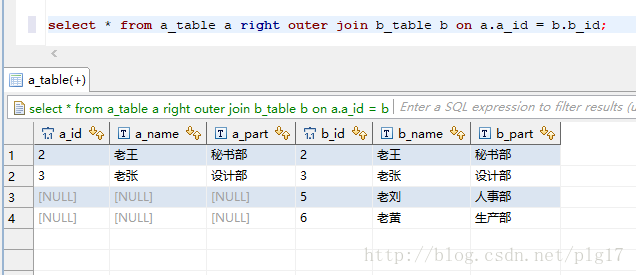 select * from a_table a right outer join b_table b on a.a_id = b.b_id;
a_table(+)
select * from a_table a right outer join b_table b on a.a_id = b Enter a SQL expression to filter results (u
a_id a_name a_part b_id b_name b_part
1 2 老王 秘书部 2 老王 秘书部
2 3 老张 设计部 3 老张 设计部
3 [NULL] [NULL] [NULL] 5 老刘 人事部
4 [NULL] [NULL] [NULL] 6 老黄 生产部
http://blog.csdn.net/plg17